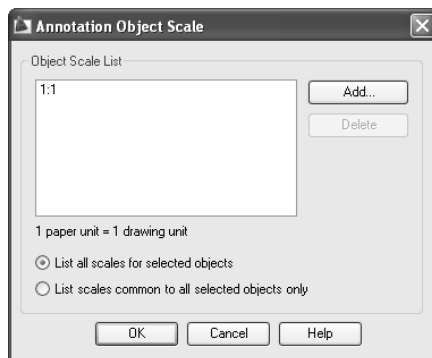 Annotation Object Scale
Object Scale List
1:1
Add...
Delete
1 paper unit = 1 drawing unit
List all scales for selected objects
List scales common to all selected objects only
OK Cancel Help